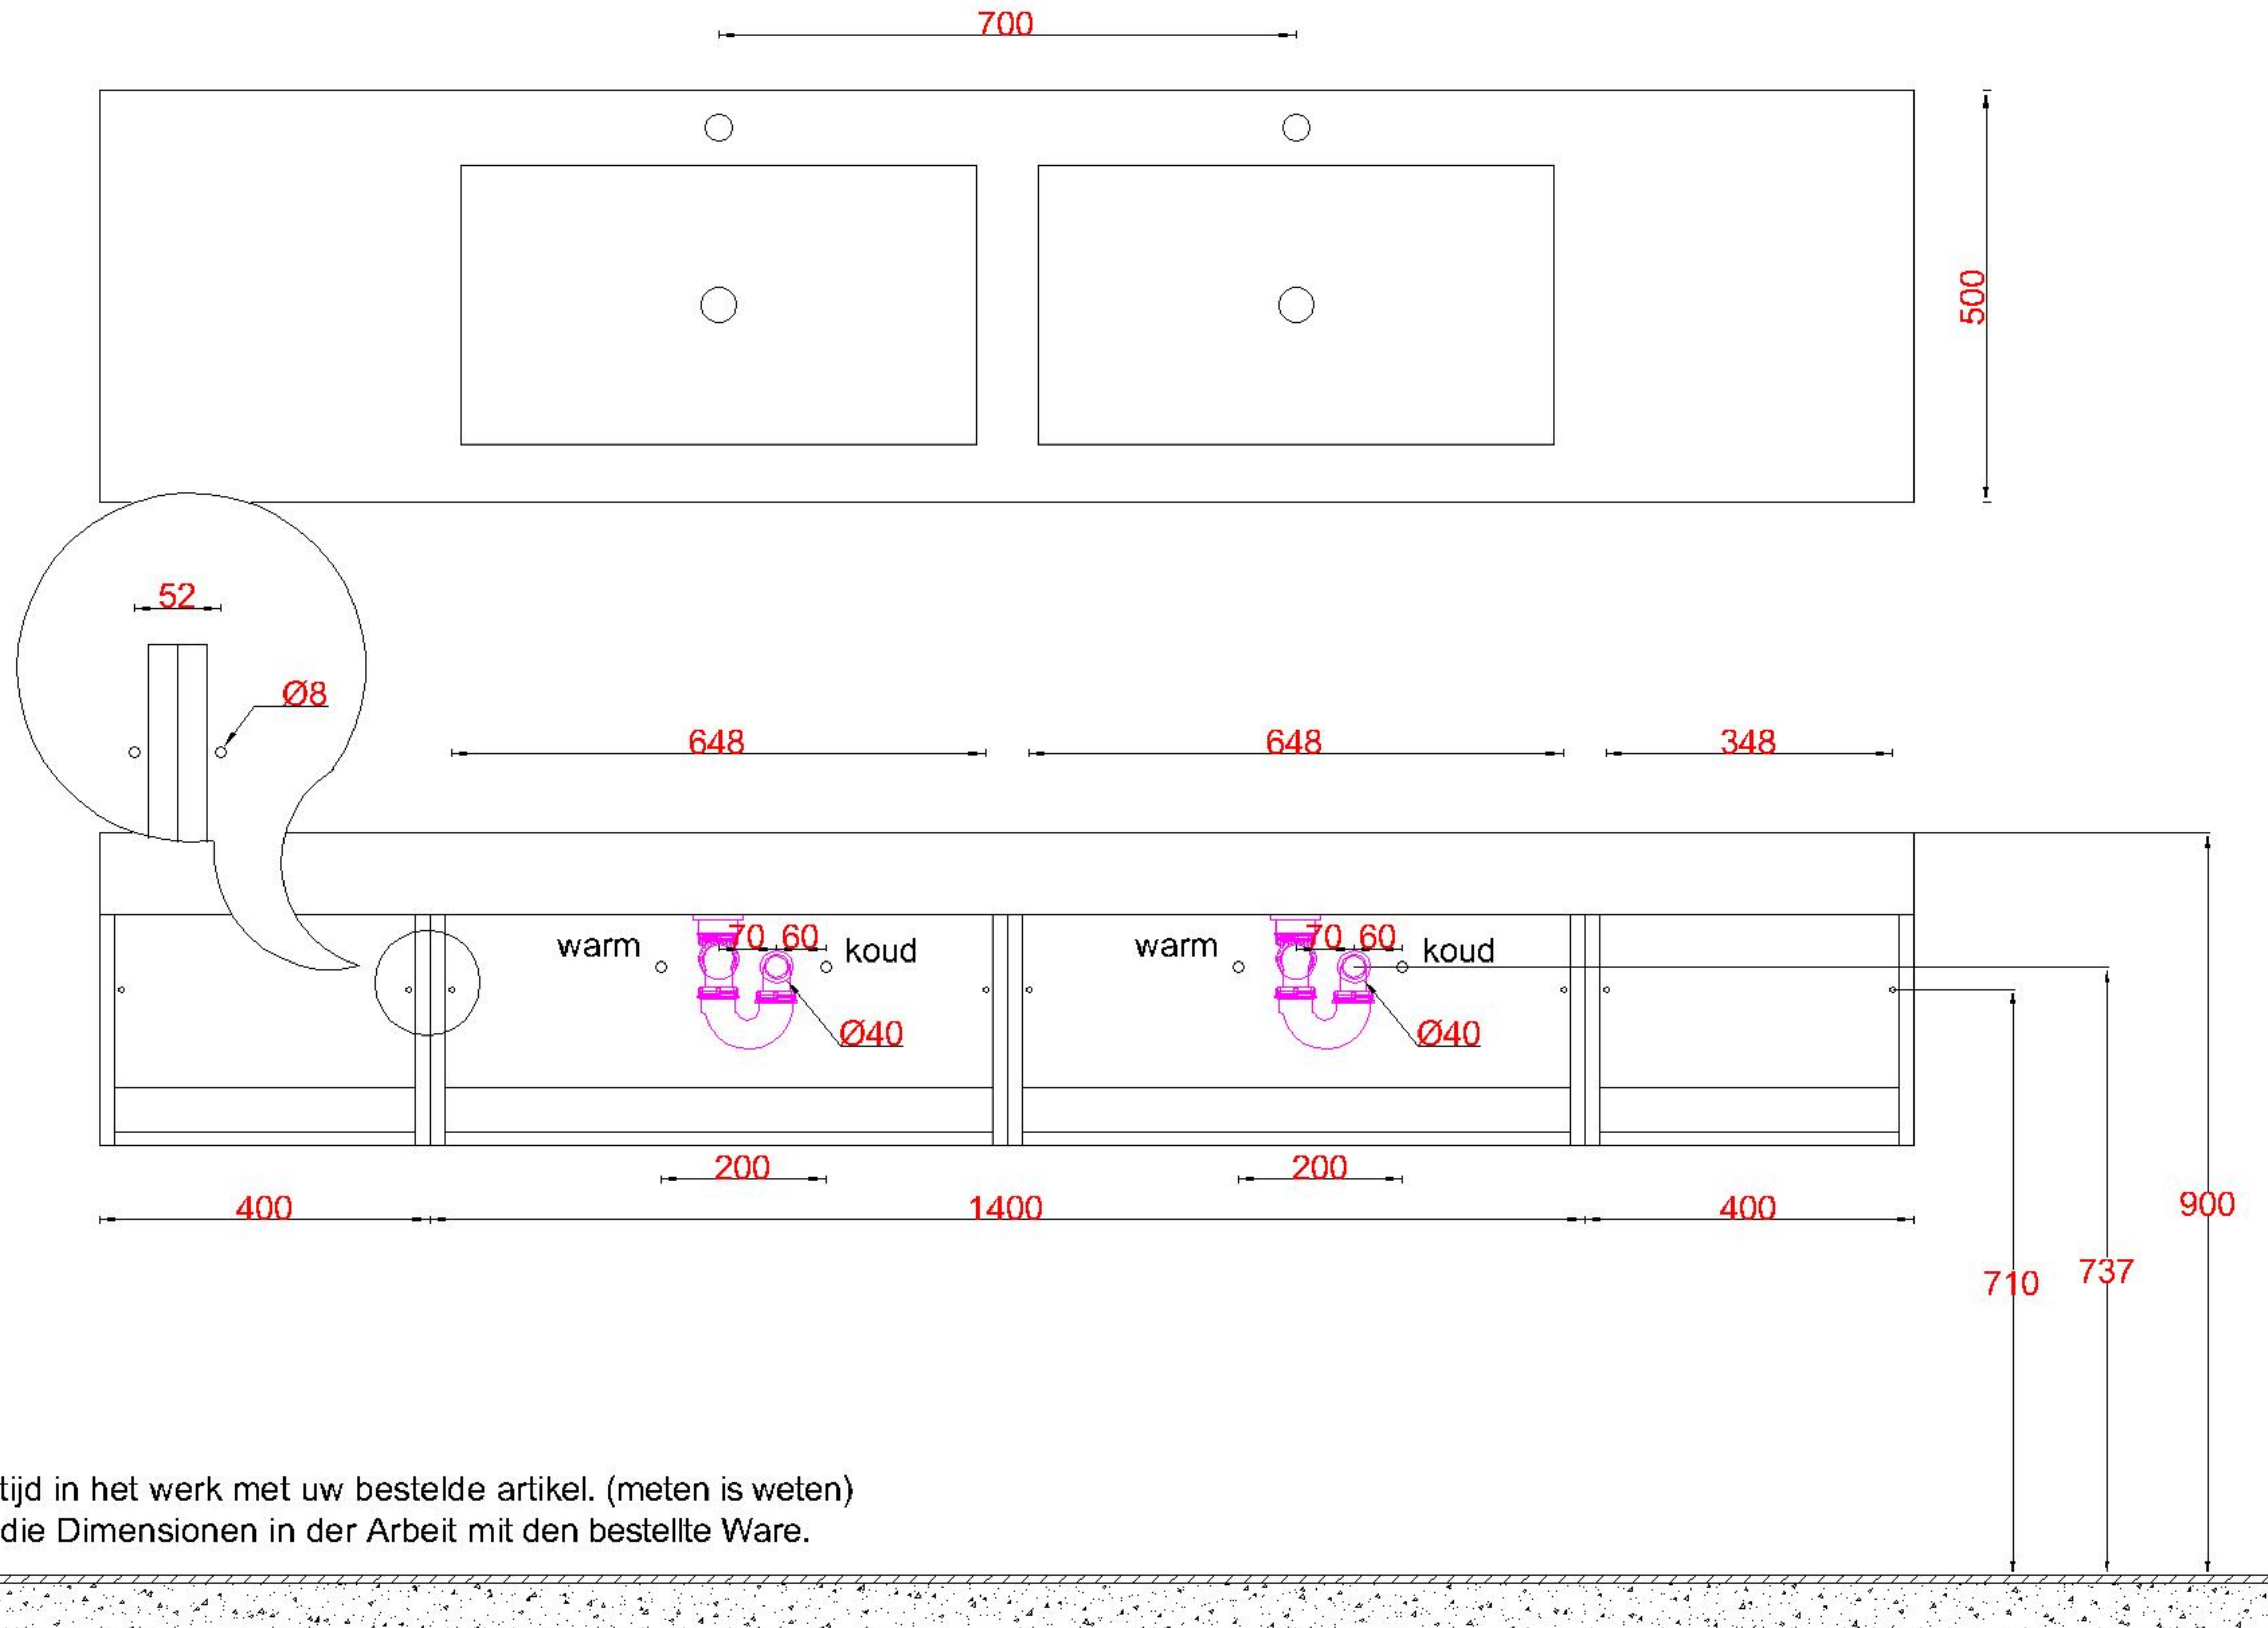 700
500
52
Ø8
648
648
348
warm
70
60
koud
warm
70
60
koud
Ø40
Ø40
200
200
400
1400
400
900
737
710
tijd in het werk met uw bestelde artikel. (meten is weten)
die Dimensionen in der Arbeit mit den bestellte Ware.